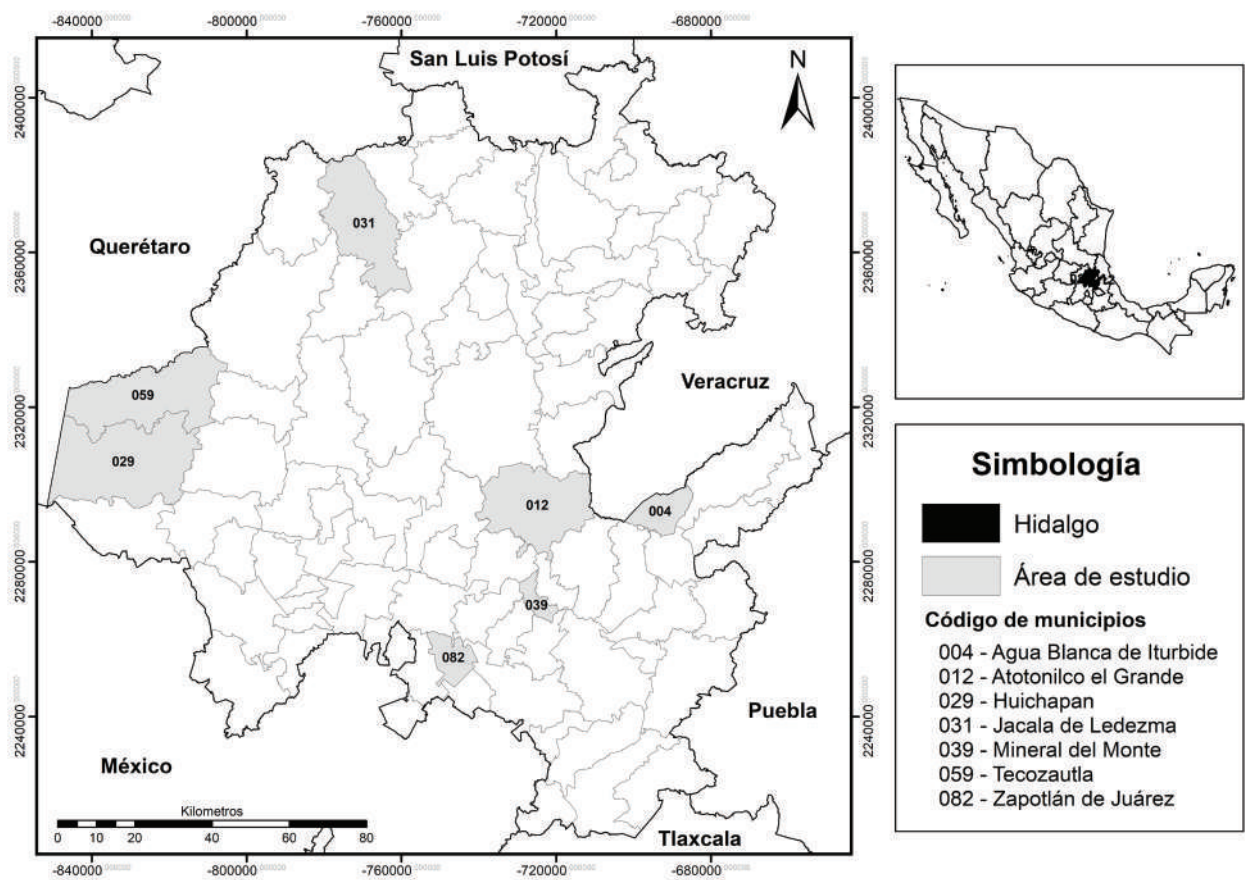 -840000 -800000 -760000 -720000 -680000
San Luis Potosí
N
Querétaro
Veracruz
Puebla
México
Tlaxcala
031
059
029
012
004
039
082
2400000
2360000
2320000
2280000
2240000
2400000
2360000
2320000
2280000
2240000
Kilometros
0 10 20 40 60 80
-840000 -800000 -760000 -720000 -680000
Simbología
Hidalgo
Área de estudio
Código de municipios
004 - Agua Blanca de Iturbide
012 - Atotonilco el Grande
029 - Huichapan
031 - Jacala de Ledezma
039 - Mineral del Monte
059 - Tecozautla
082 - Zapotlán de Juárez